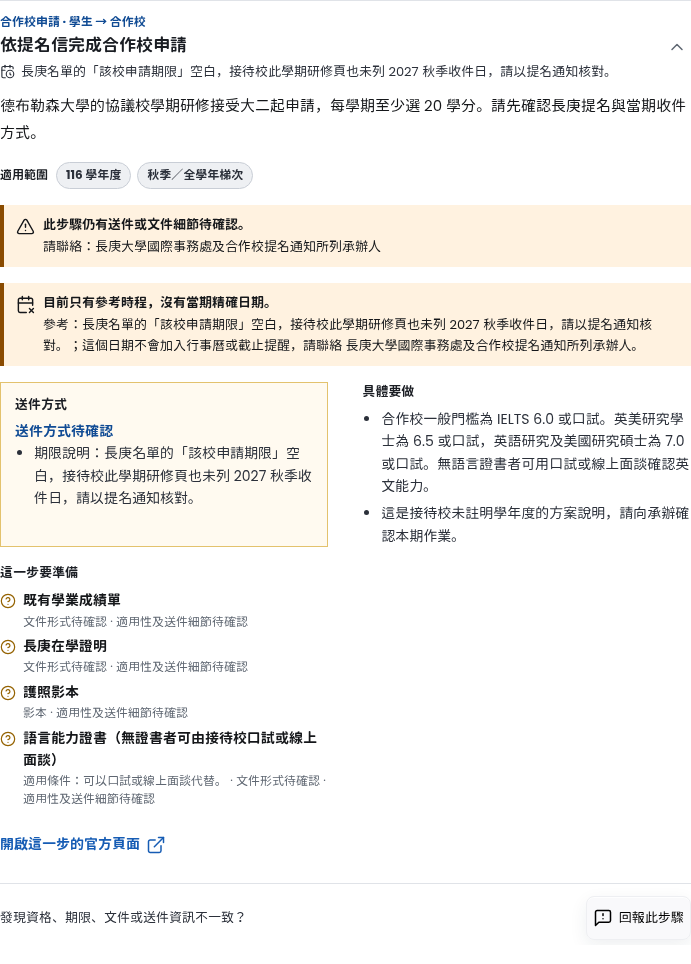 合作校申請 · 學生 → 合作校
依提名信完成合作校申請
長庚名單的「該校申請期限」空白，接待校此學期研修頁也未列 2027 秋季收件日，請以提名通知核對。
德布勒森大學的協議校學期研修接受大二起申請，每學期至少選 20 學分。請先確認長庚提名與當期收件
方式。
適用範圍 116 學年度 秋季／全學年梯次
此步驟仍有送件或文件細節待確認。
請聯絡：長庚大學國際事務處及合作校提名通知所列承辦人
目前只有參考時程，沒有當期精確日期。
參考：長庚名單的「該校申請期限」空白，接待校此學期研修頁也未列 2027 秋季收件日，請以提名通知核
對。；這個日期不會加入行事曆或截止提醒，請聯絡 長庚大學國際事務處及合作校提名通知所列承辦人。
送件方式
送件方式待確認
期限說明：長庚名單的「該校申請期限」空
白，接待校此學期研修頁也未列 2027 秋季收
件日，請以提名通知核對。
具體要做
合作校一般門檻為 IELTS 6.0 或口試。英美研究學
士為 6.5 或口試，英語研究及美國研究碩士為 7.0
或口試。無語言證書者可用口試或線上面談確認英
文能力。
這是接待校未註明學年度的方案說明，請向承辦確
認本期作業。
這一步要準備
既有學業成績單
文件形式待確認 · 適用性及送件細節待確認
長庚在學證明
文件形式待確認 · 適用性及送件細節待確認
護照影本
影本 · 適用性及送件細節待確認
語言能力證書（無證書者可由接待校口試或線上
面談）
適用條件：可以口試或線上面談代替。 · 文件形式待確認 ·
適用性及送件細節待確認
開啟這一步的官方頁面
發現資格、期限、文件或送件資訊不一致？
回報此步驟